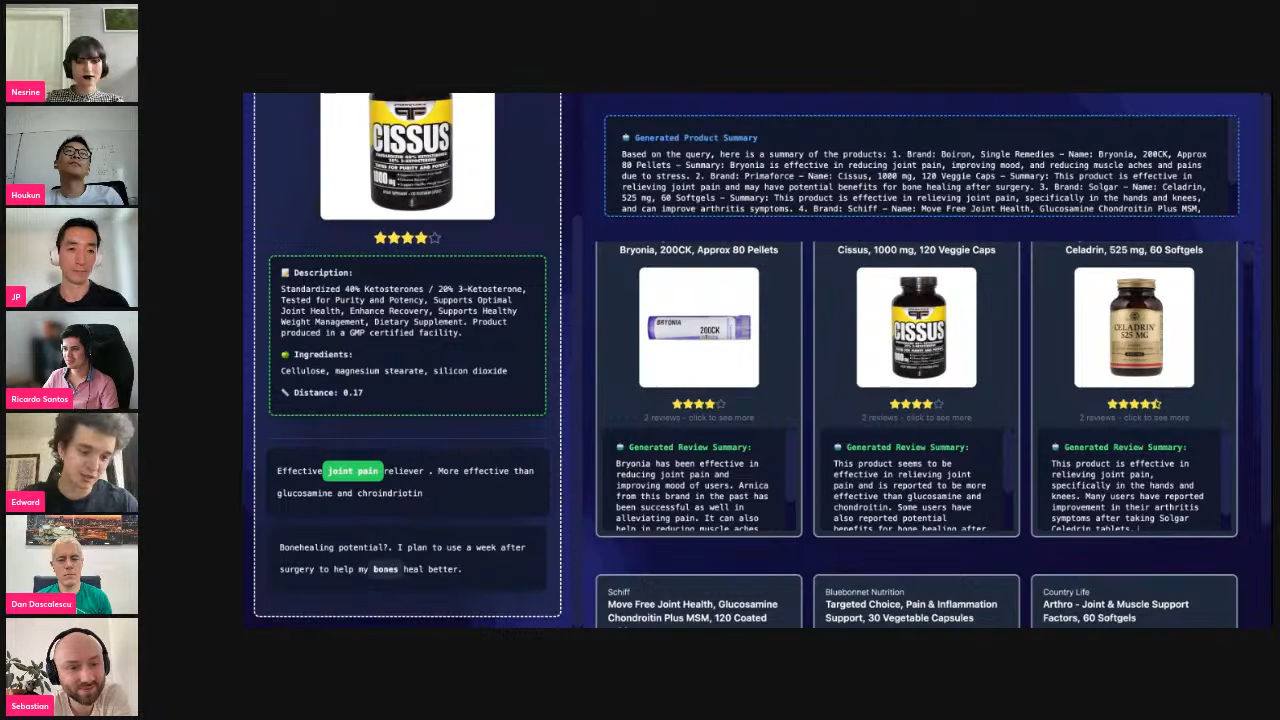 Nesrine
Houkun
JP
Ricardo Santos
Edward
Dan Dascalescu
Sebastian
CISSUS
1000mg
Description:
Standardized 40% Ketosterones / 20% 3-Ketosterone,
Tested for Purity and Potency, Supports Optimal
Joint Health, Enhance Recovery, Supports Healthy
Weight Management, Dietary Supplement. Product
produced in a GMP certified facility.
Ingredients:
Cellulose, magnesium stearate, silicon dioxide
Distance: 0.17
Effective joint pain reliever . More effective than
glucosamine and chroindriotin
Bonehealing potential?. I plan to use a week after
surgery to help my bones heal better.
Generated Product Summary
Based on the query, here is a summary of the products: 1. Brand: Boiron, Single Remedies - Name: Bryonia, 200CK, Approx
80 Pellets - Summary: Bryonia is effective in reducing joint pain, improving mood, and reducing muscle aches and pains
due to stress. 2. Brand: Primaforce - Name: Cissus, 1000 mg, 120 Veggie Caps - Summary: This product is effective in
relieving joint pain and may have potential benefits for bone healing after surgery. 3. Brand: Solgar - Name: Celadrin,
525 mg, 60 Softgels - Summary: This product is effective in relieving joint pain, specifically in the hands and knees,
and can improve arthritis symptoms. 4. Brand: Schiff - Name: Move Free Joint Health, Glucosamine Chondroitin Plus MSM,
Bryonia, 200CK, Approx 80 Pellets
BRYONIA
200CK
2 reviews - click to see more
Generated Review Summary:
Bryonia has been effective in
reducing joint pain and
improving mood of users. Arnica
from this brand in the past has
been successful as well in
alleviating pain. It can also
help in reducing muscle aches
Cissus, 1000 mg, 120 Veggie Caps
CISSUS
2 reviews - click to see more
Generated Review Summary:
This product seems to be
effective in relieving joint
pain and is reported to be more
effective than glucosamine and
chondroitin. Some users have
also reported potential
benefits for bone healing after
Celadrin, 525 mg, 60 Softgels
CELADRIN
525 MG
2 reviews - click to see more
Generated Review Summary:
This product is effective in
relieving joint pain,
specifically in the hands and
knees. Many users have reported
improvement in their arthritis
symptoms after taking Solgar
Celadrin tablets.
Schiff
Move Free Joint Health, Glucosamine
Chondroitin Plus MSM, 120 Coated
Bluebonnet Nutrition
Targeted Choice, Pain & Inflammation
Support, 30 Vegetable Capsules
Country Life
Arthro - Joint & Muscle Support
Factors, 60 Softgels